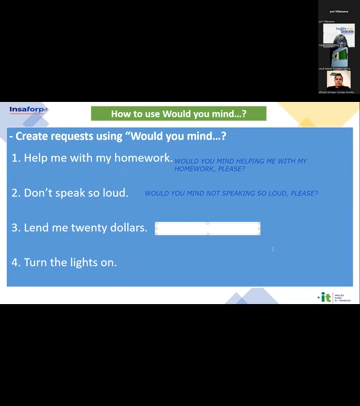 Insaforp
How to use Would you mind…?
- Create requests using “Would you mind…?
1. Help me with my homework.
WOULD YOU MIND HELPING ME WITH MY
HOMEWORK, PLEASE?
2. Don’t speak so loud.
WOULD YOU MIND NOT SPEAKING SO LOUD, PLEASE?
3. Lend me twenty dollars.
4. Turn the lights on.
it